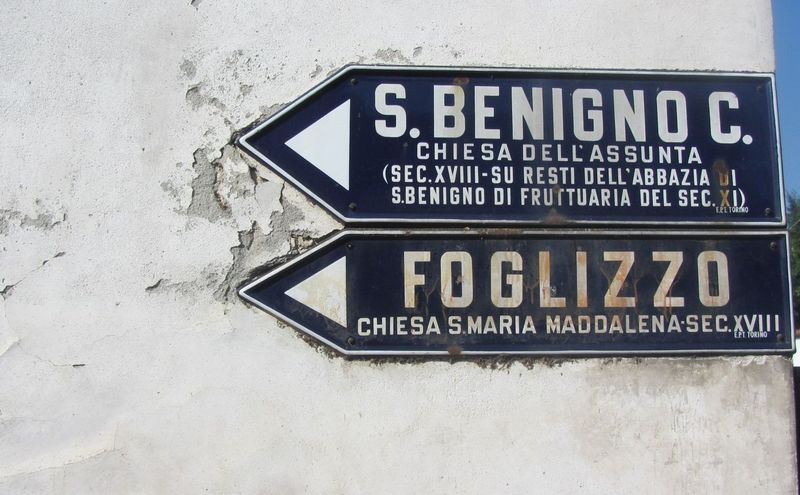 S. BENIGNO C.
CHIESA DELL'ASSUNTA
(SEC.XVIII-SU RESTI DELL'ABBAZIA DI
S.BENIGNO DI FRUTTUARIA DEL SEC.XI)
E.P.T. TORINO
FOGLIZZO
CHIESA S.MARIA MADDALENA-SEC.XVIII
E.P.T. TORINO